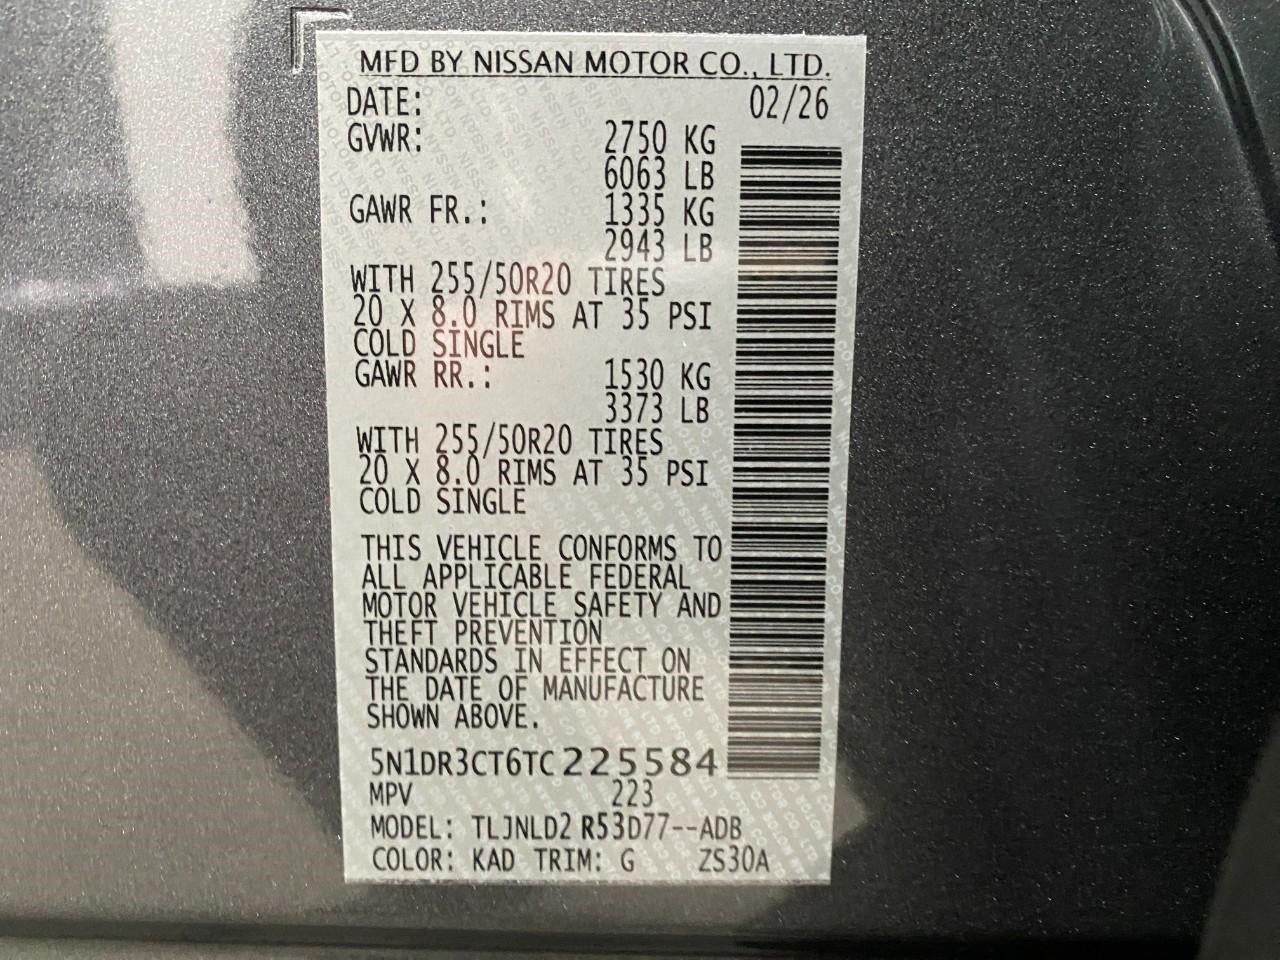 MFD BY NISSAN MOTOR CO., LTD.
DATE: 02/26
GVWR: 2750 KG
6063 LB
GAWR FR.: 1335 KG
2943 LB
WITH 255/50R20 TIRES
20 X 8.0 RIMS AT 35 PSI
COLD SINGLE
GAWR RR.: 1530 KG
3373 LB
WITH 255/50R20 TIRES
20 X 8.0 RIMS AT 35 PSI
COLD SINGLE
THIS VEHICLE CONFORMS TO
ALL APPLICABLE FEDERAL
MOTOR VEHICLE SAFETY AND
THEFT PREVENTION
STANDARDS IN EFFECT ON
THE DATE OF MANUFACTURE
SHOWN ABOVE.
5N1DR3CT6TC225584
MPV 223
MODEL: TLJNLD2 R53D77--ADB
COLOR: KAD TRIM: G ZS30A